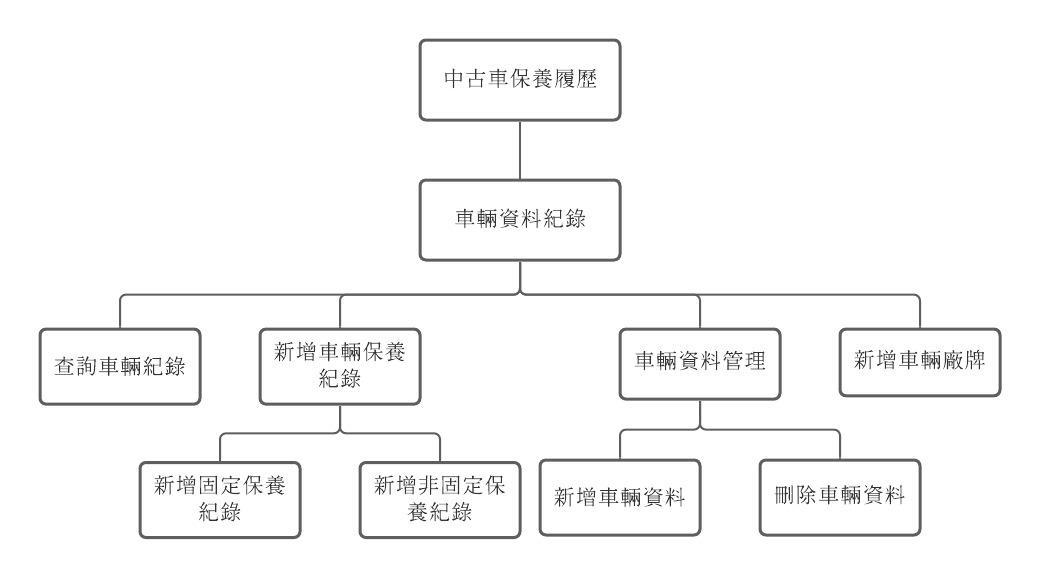 中古車保養履歷
車輛資料紀錄
查詢車輛紀錄
新增車輛保養
紀錄
車輛資料管理
新增車輛廠牌
新增固定保養
紀錄
新增非固定保
養紀錄
新增車輛資料
刪除車輛資料